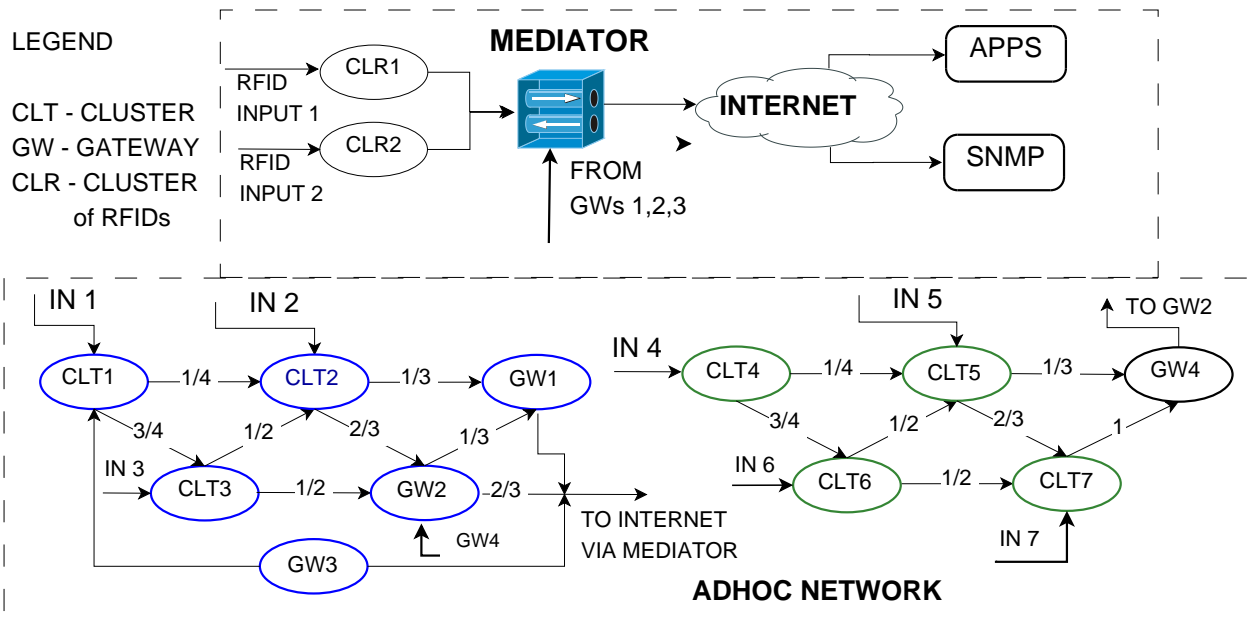 LEGEND
CLT - CLUSTER
GW - GATEWAY
CLR - CLUSTER
of RFIDs
MEDIATOR
RFID
INPUT 1
CLR1
RFID
INPUT 2
CLR2
FROM
GWs 1,2,3
INTERNET
APPS
SNMP
IN 1
IN 2
CLT1
1/4
CLT2
1/3
GW1
3/4
1/2
2/3
1/3
IN 3
CLT3
1/2
GW2
2/3
GW4
GW3
TO INTERNET
VIA MEDIATOR
IN 5
TO GW2
IN 4
CLT4
1/4
CLT5
1/3
GW4
3/4
1/2
2/3
1
IN 6
CLT6
1/2
CLT7
IN 7
ADHOC NETWORK